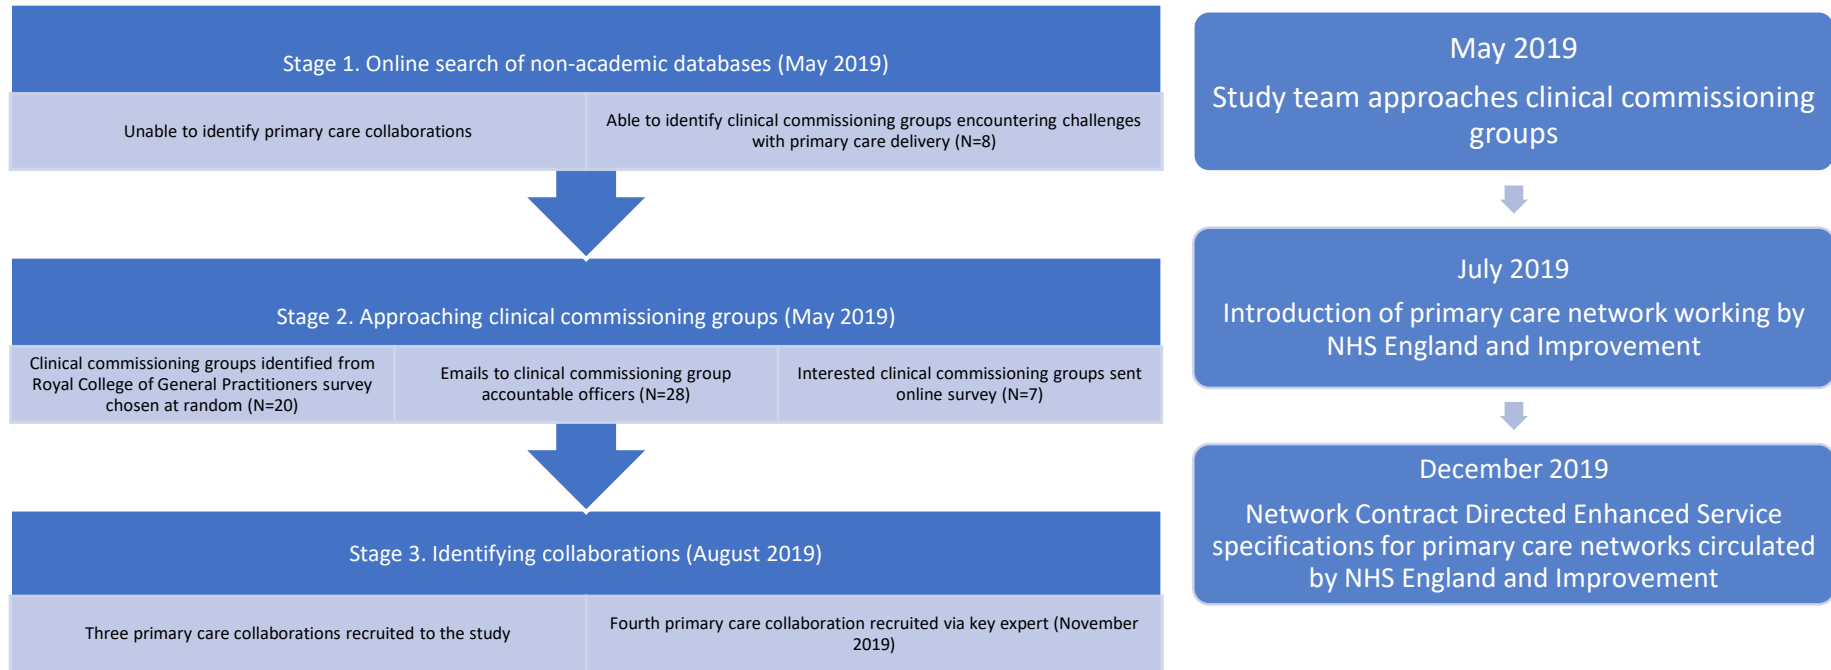 Stage 1. Online search of non-academic databases (May 2019)
Unable to identify primary care collaborations
Able to identify clinical commissioning groups encountering challenges
with primary care delivery (N=8)
Stage 2. Approaching clinical commissioning groups (May 2019)
Clinical commissioning groups identified from
Royal College of General Practitioners survey
chosen at random (N=20)
Emails to clinical commissioning group
accountable officers (N=28)
Interested clinical commissioning groups sent
online survey (N=7)
Stage 3. Identifying collaborations (August 2019)
Three primary care collaborations recruited to the study
Fourth primary care collaboration recruited via key expert (November
2019)
May 2019
Study team approaches clinical commissioning
groups
July 2019
Introduction of primary care network working by
NHS England and Improvement
December 2019
Network Contract Directed Enhanced Service
specifications for primary care networks circulated
by NHS England and Improvement